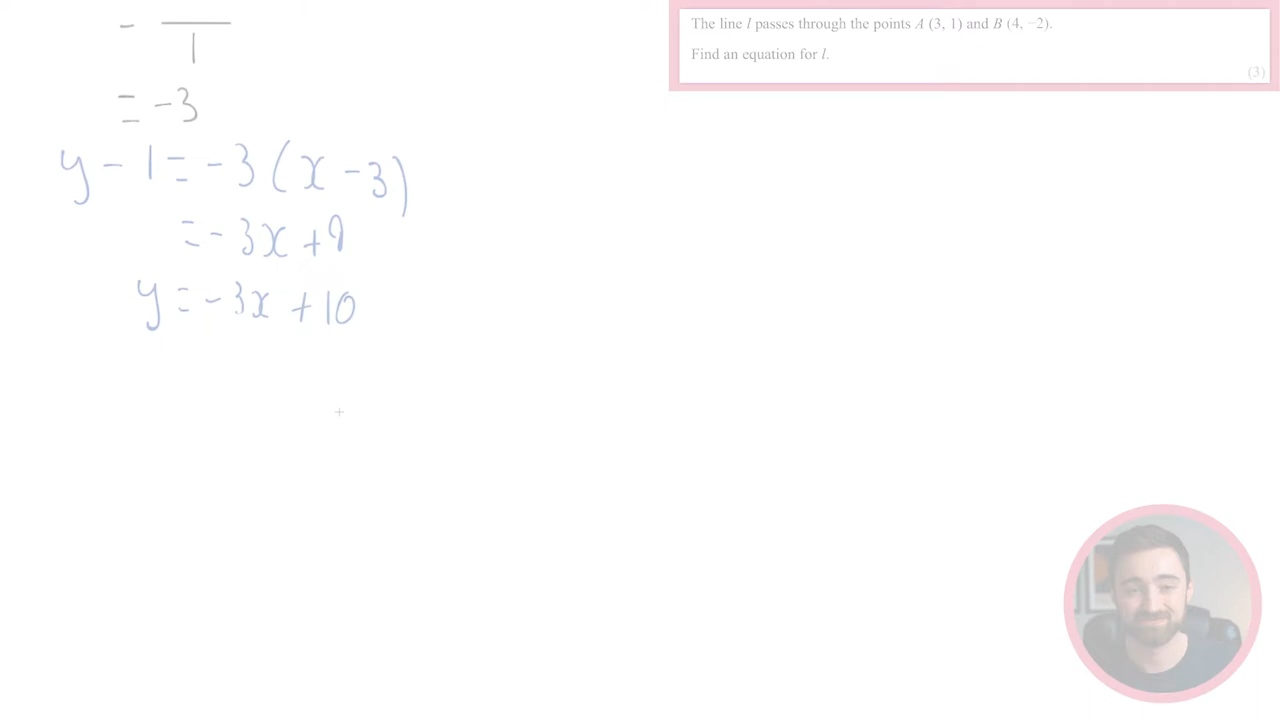 The line l passes through the points A (3, 1) and B (4, −2).
Find an equation for l.
(3)
1
= -3
y - 1 = -3 (x - 3)
= - 3x + 9
y = -3x + 10